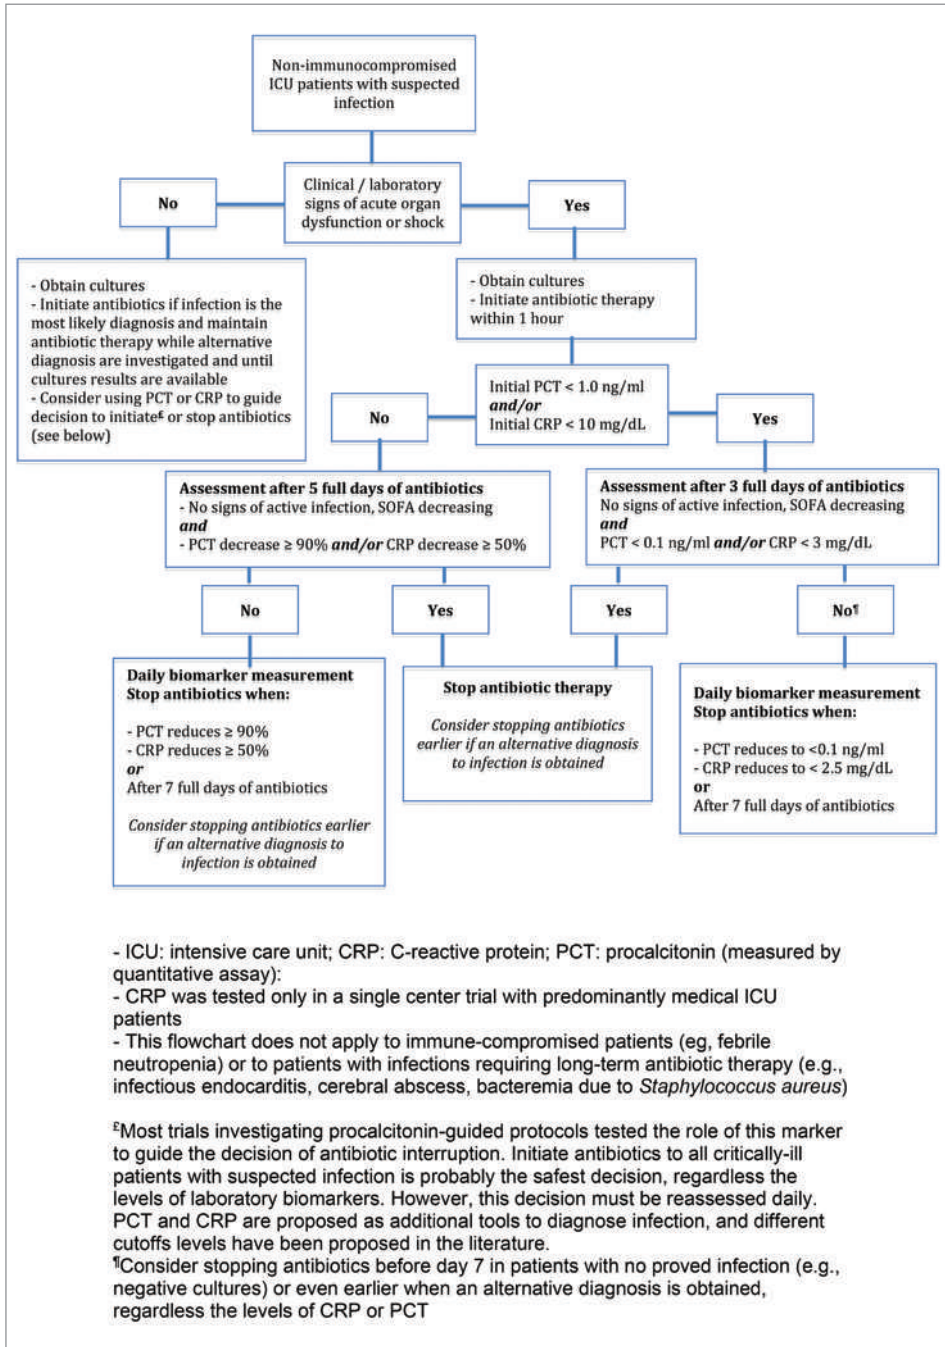 Non-immunocompromised
ICU patients with suspected
infection
No
Clinical / laboratory
signs of acute organ
dysfunction or shock
Yes
- Obtain cultures
- Initiate antibiotics if infection is the
most likely diagnosis and maintain
antibiotic therapy while alternative
diagnosis are investigated and until
cultures results are available
- Consider using PCT or CRP to guide
decision to initiate£ or stop antibiotics
(see below)
- Obtain cultures
- Initiate antibiotic therapy
within 1 hour
No
Initial PCT < 1.0 ng/ml
and/or
Initial CRP < 10 mg/dL
Yes
Assessment after 5 full days of antibiotics
- No signs of active infection, SOFA decreasing
and
- PCT decrease ≥ 90% and/or CRP decrease ≥ 50%
Assessment after 3 full days of antibiotics
No signs of active infection, SOFA decreasing
and
PCT < 0.1 ng/ml and/or CRP < 3 mg/dL
No
Yes
Yes
No¶
Daily biomarker measurement
Stop antibiotics when:
- PCT reduces ≥ 90%
- CRP reduces ≥ 50%
or
After 7 full days of antibiotics
Consider stopping antibiotics earlier
if an alternative diagnosis to
infection is obtained
Stop antibiotic therapy
Consider stopping antibiotics
earlier if an alternative diagnosis
to infection is obtained
Daily biomarker measurement
Stop antibiotics when:
- PCT reduces to <0.1 ng/ml
- CRP reduces to < 2.5 mg/dL
or
After 7 full days of antibiotics
- ICU: intensive care unit; CRP: C-reactive protein; PCT: procalcitonin (measured by
quantitative assay):
- CRP was tested only in a single center trial with predominantly medical ICU
patients
- This flowchart does not apply to immune-compromised patients (eg, febrile
neutropenia) or to patients with infections requiring long-term antibiotic therapy (e.g.,
infectious endocarditis, cerebral abscess, bacteremia due to Staphylococcus aureus)
£Most trials investigating procalcitonin-guided protocols tested the role of this marker
to guide the decision of antibiotic interruption. Initiate antibiotics to all critically-ill
patients with suspected infection is probably the safest decision, regardless the
levels of laboratory biomarkers. However, this decision must be reassessed daily.
PCT and CRP are proposed as additional tools to diagnose infection, and different
cutoffs levels have been proposed in the literature.
¶Consider stopping antibiotics before day 7 in patients with no proved infection (e.g.,
negative cultures) or even earlier when an alternative diagnosis is obtained,
regardless the levels of CRP or PCT